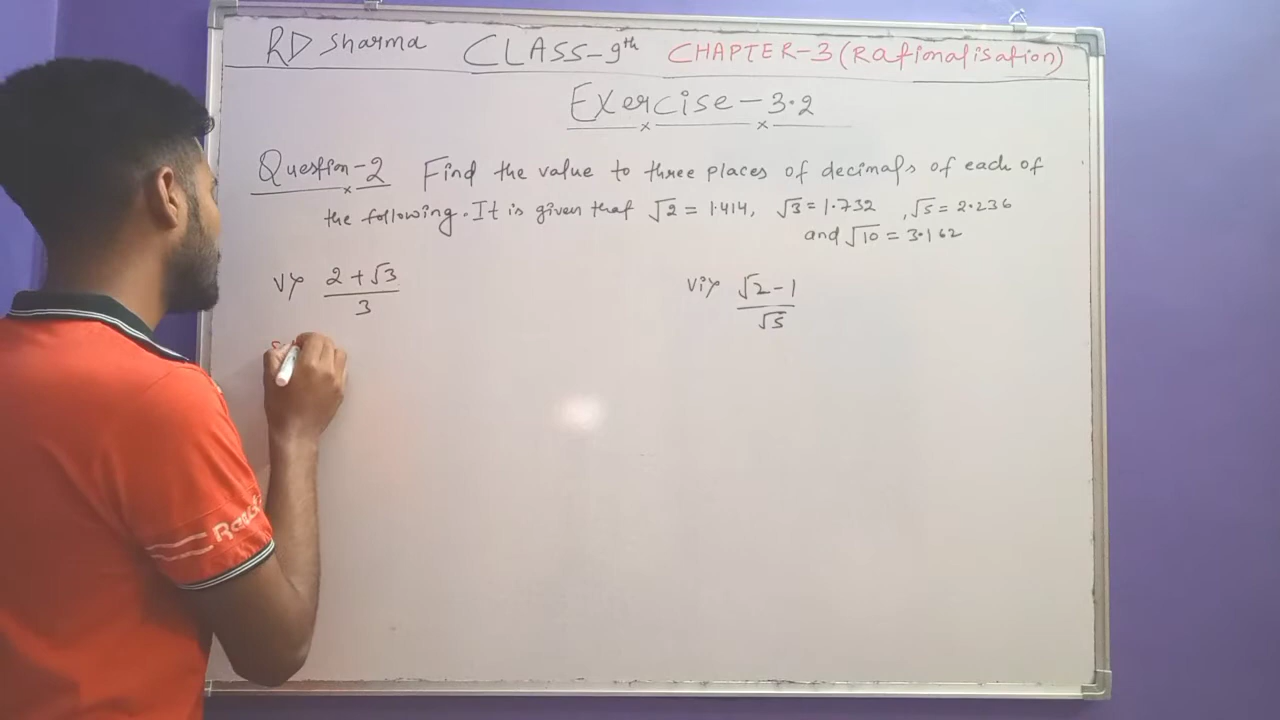 RD Sharma CLASS-9th CHAPTER-3 (Rationalisation)
Exercise-3.2
Question-2 Find the value to three places of decimals of each of
the following. It is given that √2 = 1.414, √3 = 1.732, √5 = 2.236
and √10 = 3.162
v) (2+√3)/3
vi) (√2-1)/√5